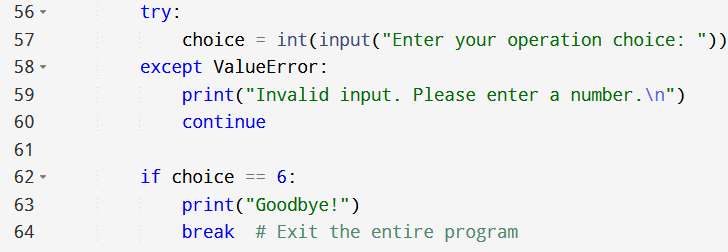 56 try:
57 choice = int(input("Enter your operation choice: "))
58 except ValueError:
59 print("Invalid input. Please enter a number.\n")
60 continue
61
62 if choice == 6:
63 print("Goodbye!")
64 break # Exit the entire program